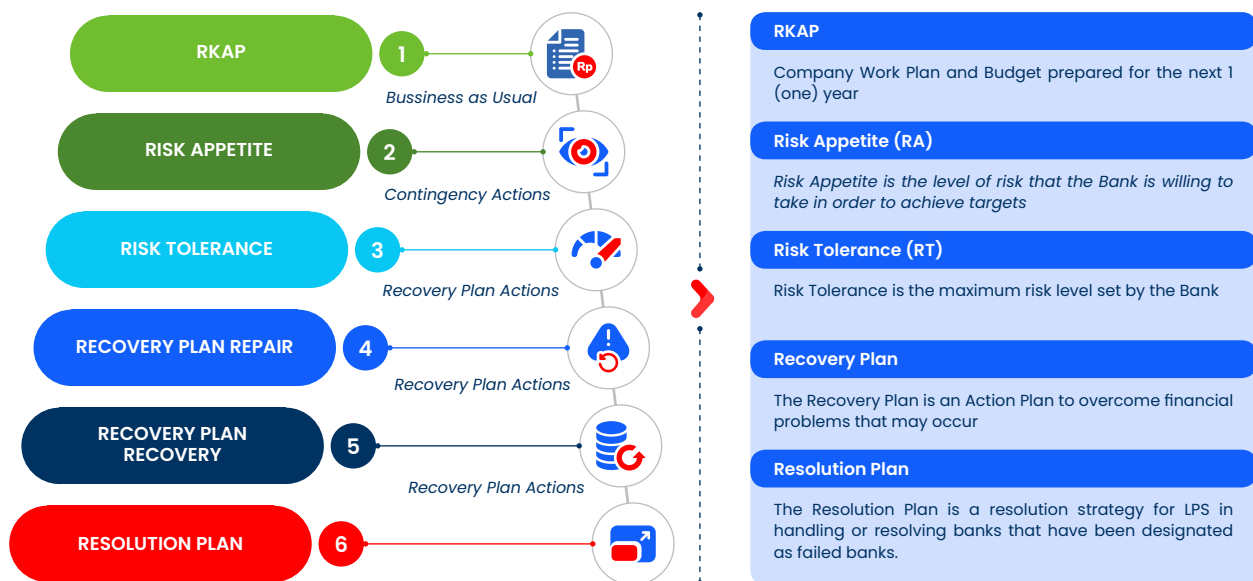 RKAP
1
Rp
Bussiness as Usual
RISK APPETITE
2
Contingency Actions
RISK TOLERANCE
3
Recovery Plan Actions
RECOVERY PLAN REPAIR
4
Recovery Plan Actions
RECOVERY PLAN
RECOVERY
5
Recovery Plan Actions
RESOLUTION PLAN
6
RKAP
Company Work Plan and Budget prepared for the next 1
(one) year
Risk Appetite (RA)
Risk Appetite is the level of risk that the Bank is willing to
take in order to achieve targets
Risk Tolerance (RT)
Risk Tolerance is the maximum risk level set by the Bank
Recovery Plan
The Recovery Plan is an Action Plan to overcome financial
problems that may occur
Resolution Plan
The Resolution Plan is a resolution strategy for LPS in
handling or resolving banks that have been designated
as failed banks.